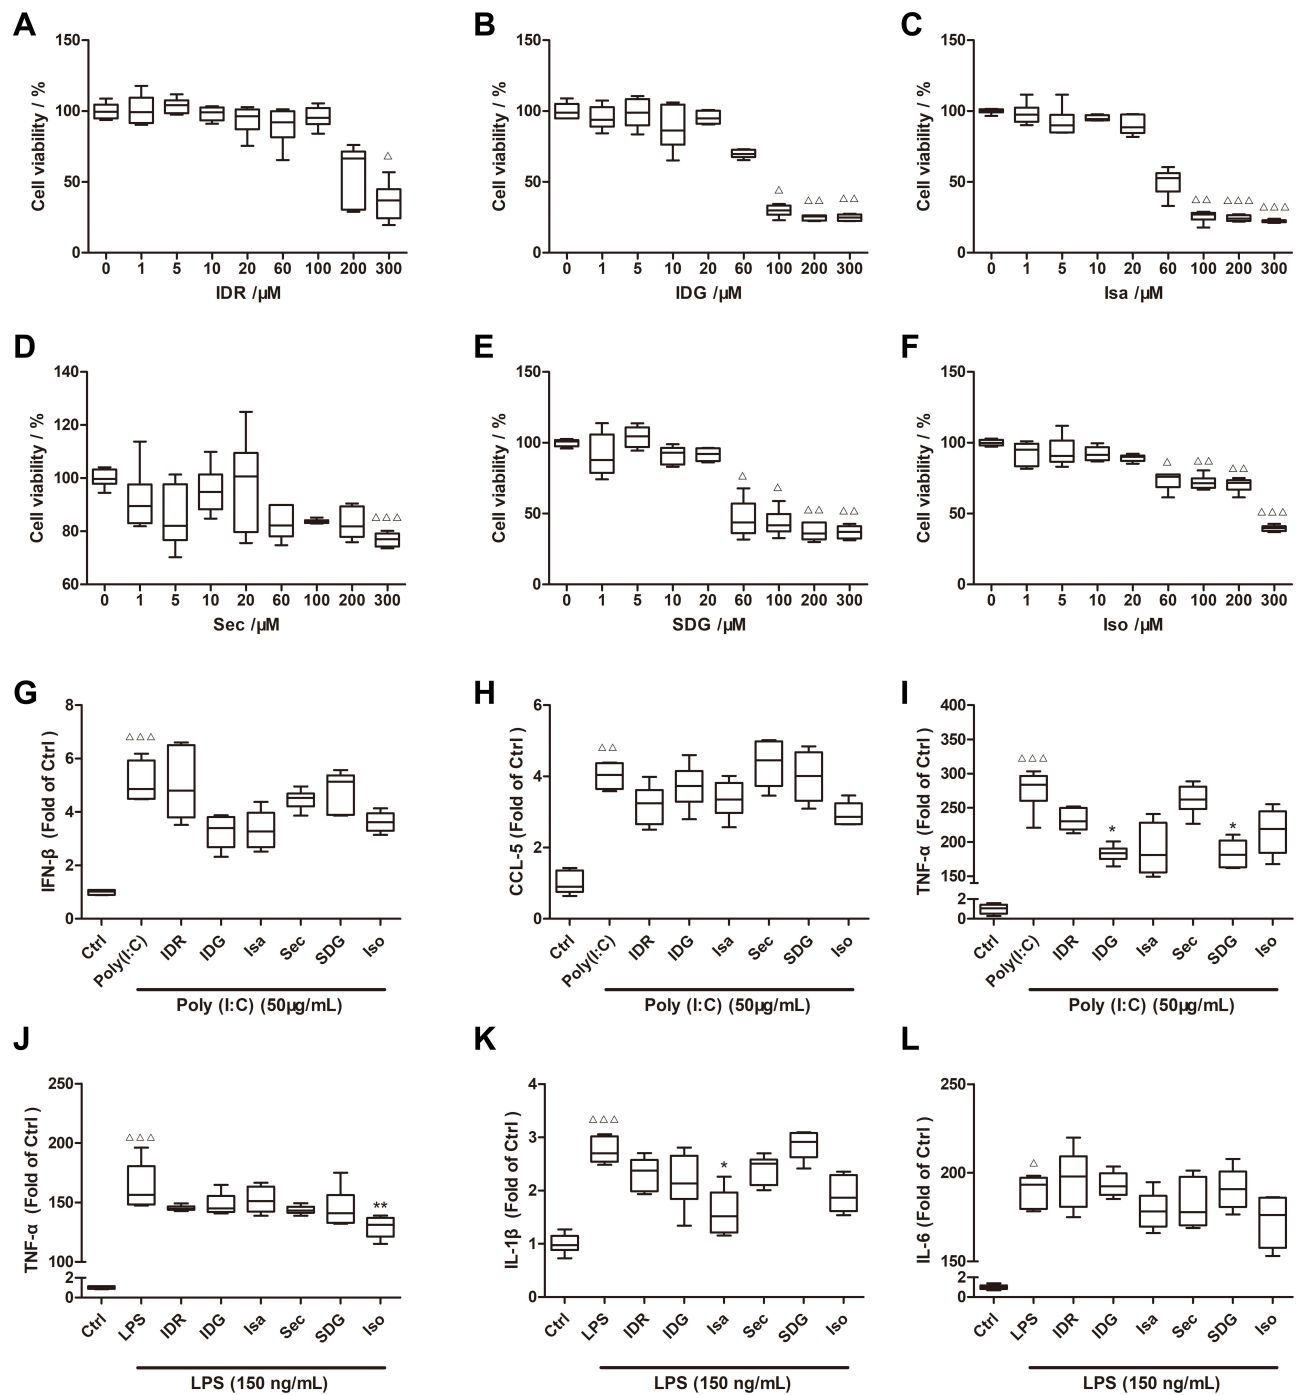 A
B
C
Cell viability / %
150
100
50
0
△
0 1 5 10 20 60 100 200 300
IDR /μM
Cell viability / %
150
100
50
0
△ △△ △△
0 1 5 10 20 60 100 200 300
IDG /μM
Cell viability / %
150
100
50
0
△△ △△△ △△△
0 1 5 10 20 60 100 200 300
Isa /μM
D
E
F
Cell viability / %
140
120
100
80
60
△△△
0 1 5 10 20 60 100 200 300
Sec /μM
Cell viability / %
150
100
50
0
△ △ △△ △△
0 1 5 10 20 60 100 200 300
SDG /μM
Cell viability / %
150
100
50
0
△ △△ △△ △△△
0 1 5 10 20 60 100 200 300
Iso /μM
G
H
I
IFN-β (Fold of Ctrl )
8
6
4
2
0
△△△
Ctrl Poly(I:C) IDR IDG Isa Sec SDG Iso
Poly (I:C) (50μg/mL)
CCL-5 (Fold of Ctrl )
6
4
2
0
△△
Ctrl Poly(I:C) IDR IDG Isa Sec SDG Iso
Poly (I:C) (50μg/mL)
TNF-α (Fold of Ctrl )
400
300
250
200
150
2
0
△△△ * *
Ctrl Poly(I:C) IDR IDG Isa Sec SDG Iso
Poly (I:C) (50μg/mL)
J
K
L
TNF-α (Fold of Ctrl )
250
200
150
100
2
0
△△△ **
Ctrl LPS IDR IDG Isa Sec SDG Iso
LPS (150 ng/mL)
IL-1β (Fold of Ctrl )
4
3
2
1
0
△△△ *
Ctrl LPS IDR IDG Isa Sec SDG Iso
LPS (150 ng/mL)
IL-6 (Fold of Ctrl )
250
200
150
2
0
△
Ctrl LPS IDR IDG Isa Sec SDG Iso
LPS (150 ng/mL)